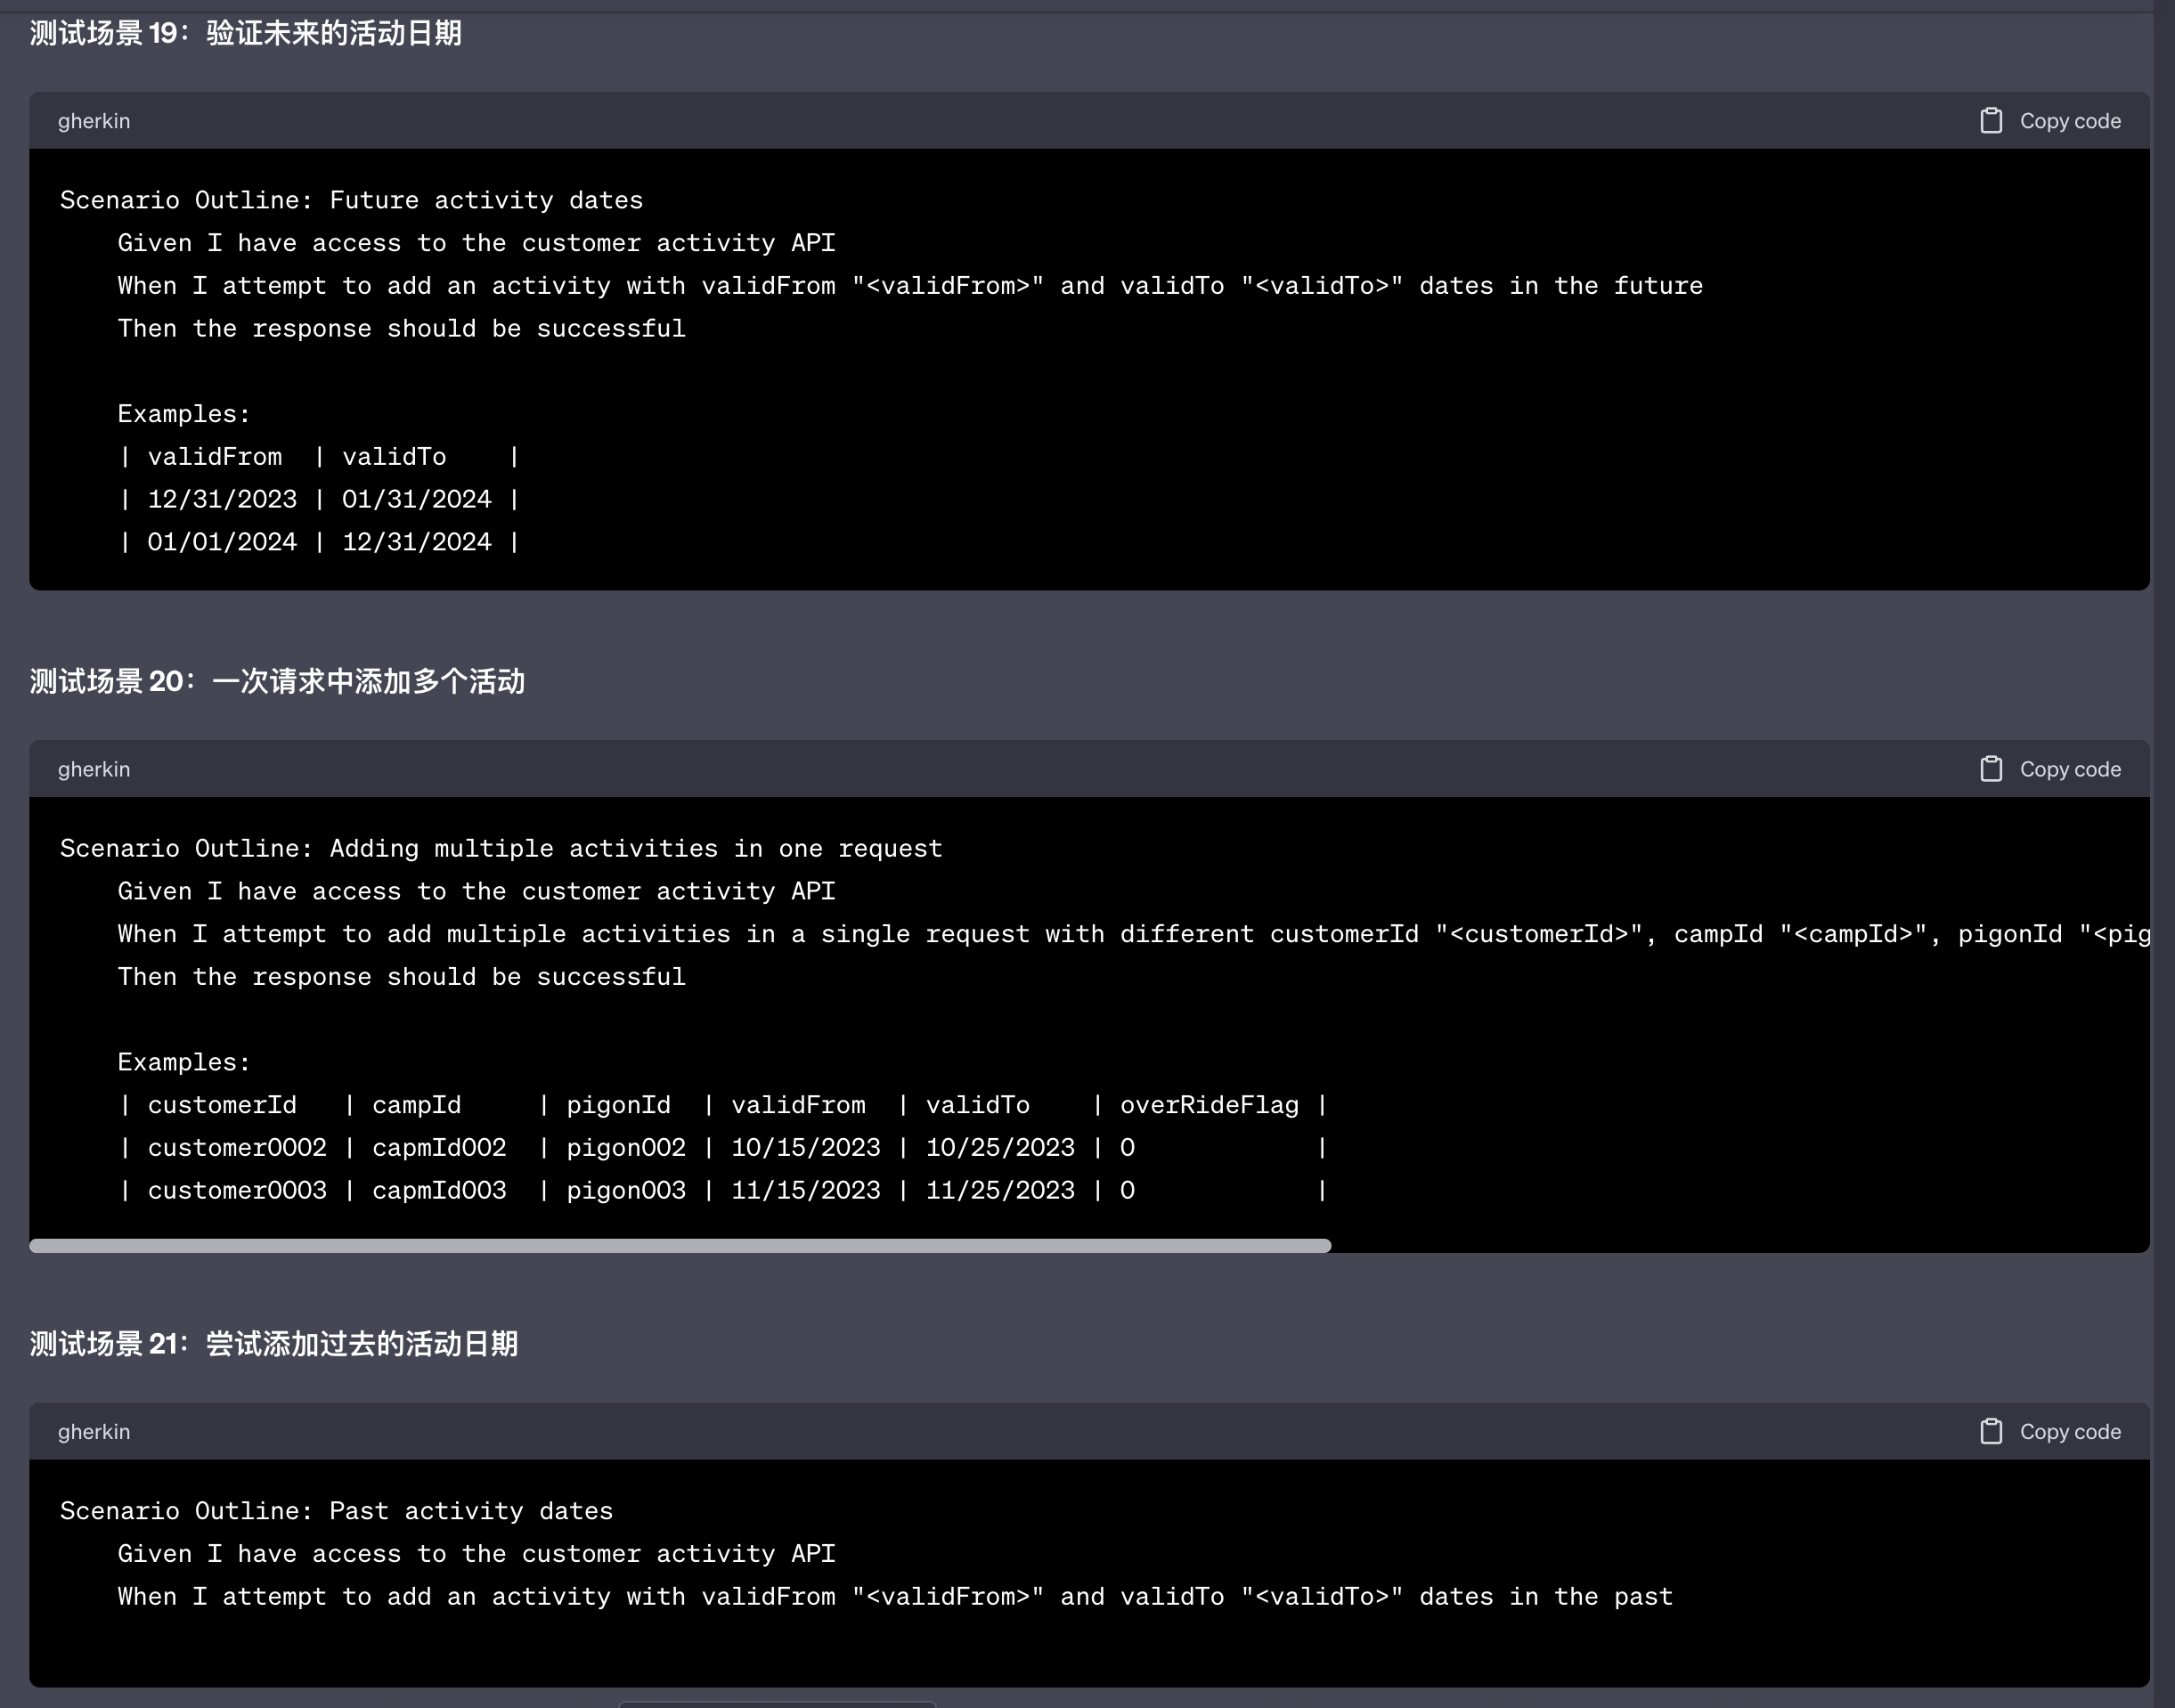 测试场景 19：验证未来的活动日期
gherkin
Copy code
Scenario Outline: Future activity dates
Given I have access to the customer activity API
When I attempt to add an activity with validFrom "<validFrom>" and validTo "<validTo>" dates in the future
Then the response should be successful
Examples:
| validFrom  | validTo    |
| 12/31/2023 | 01/31/2024 |
| 01/01/2024 | 12/31/2024 |
测试场景 20：一次请求中添加多个活动
gherkin
Copy code
Scenario Outline: Adding multiple activities in one request
Given I have access to the customer activity API
When I attempt to add multiple activities in a single request with different customerId "<customerId>", campId "<campId>", pigonId "<pig
Then the response should be successful
Examples:
| customerId   | campId     | pigonId  | validFrom  | validTo    | overRideFlag |
| customer0002 | capmId002  | pigon002 | 10/15/2023 | 10/25/2023 | 0            |
| customer0003 | capmId003  | pigon003 | 11/15/2023 | 11/25/2023 | 0            |
测试场景 21：尝试添加过去的活动日期
gherkin
Copy code
Scenario Outline: Past activity dates
Given I have access to the customer activity API
When I attempt to add an activity with validFrom "<validFrom>" and validTo "<validTo>" dates in the past